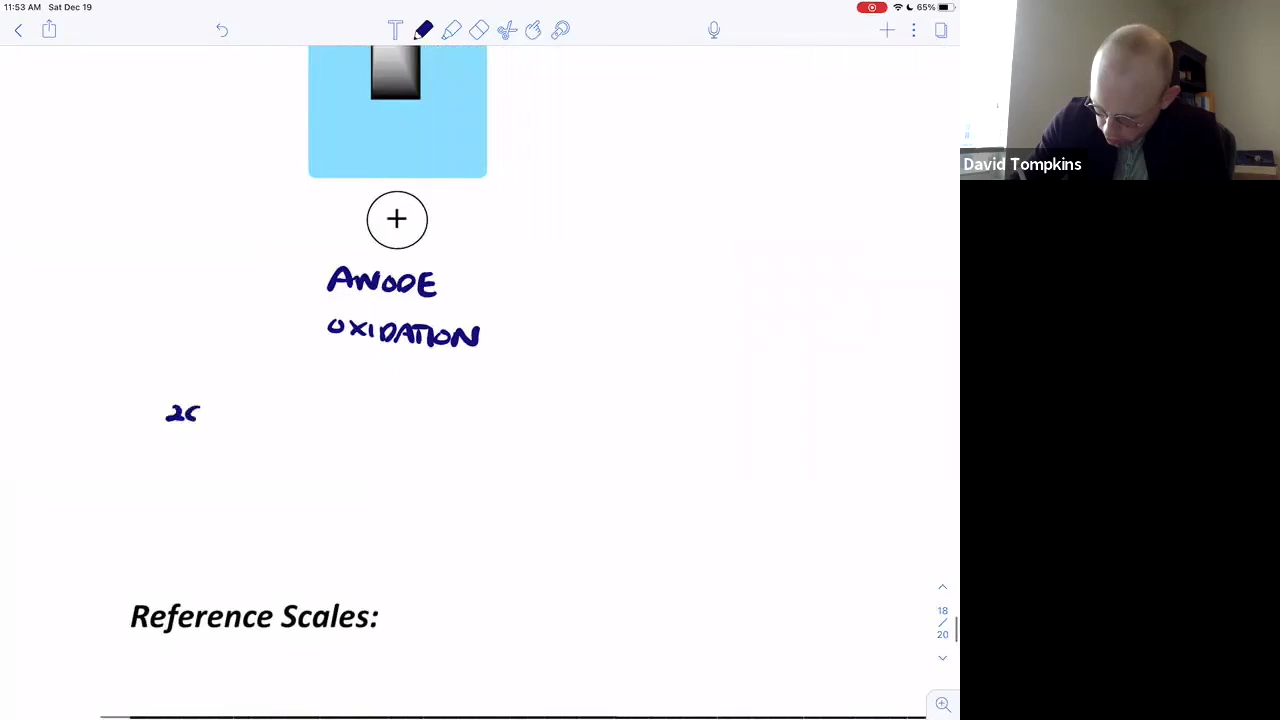 11:53 AM Sat Dec 19
65%
T
+
David Tompkins
+
ANODE
OXIDATION
2C
18
/
20
Reference Scales: